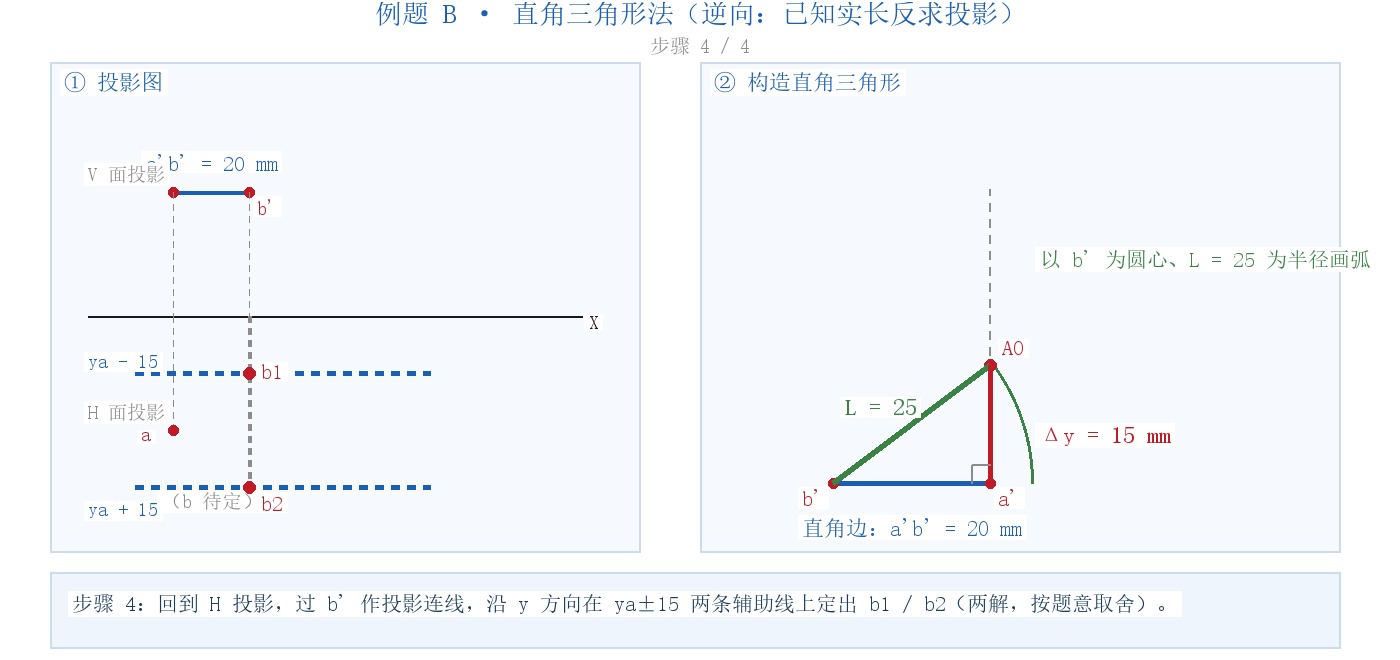 例题 B · 直角三角形法（逆向：已知实长反求投影）
步骤 4 / 4
① 投影图
a'b' = 20 mm
V 面投影
b'
X
ya - 15
b1
H 面投影
a
（b 待定）
b2
ya + 15
② 构造直角三角形
以 b' 为圆心、L = 25 为半径画弧
A0
L = 25
Δy = 15 mm
b'
a'
直角边：a'b' = 20 mm
步骤 4：回到 H 投影，过 b' 作投影连线，沿 y 方向在 ya±15 两条辅助线上定出 b1 / b2（两解，按题意取舍）。